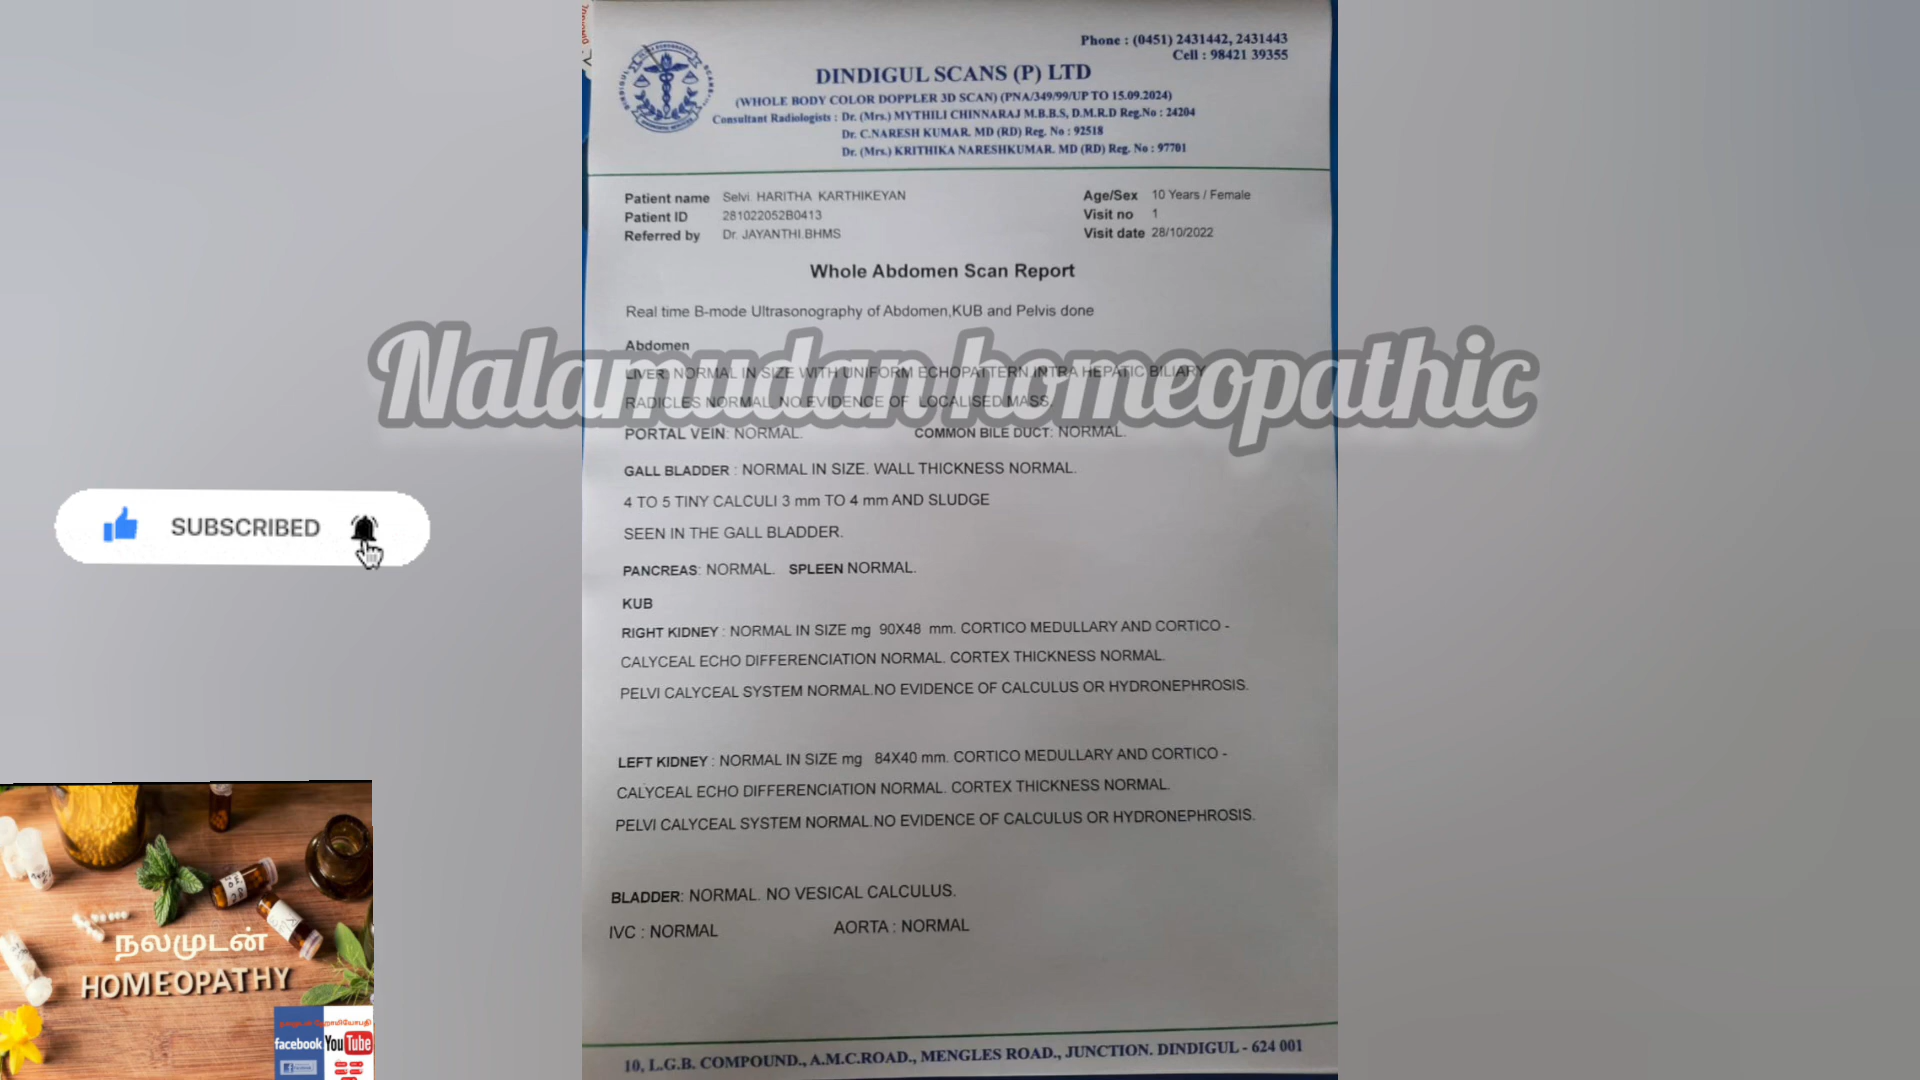 Phone : (0451) 2431442, 2431443
Cell : 98421 39355
DINDIGUL SCANS (P) LTD
(WHOLE BODY COLOR DOPPLER 3D SCAN) (PNA/349/99/UP TO 15.09.2024)
Consultant Radiologists : Dr. (Mrs.) MYTHILI CHINNARAJ M.B.B.S, D.M.R.D Reg.No : 24204
Dr. C.NARESH KUMAR. MD (RD) Reg. No : 92518
Dr. (Mrs.) KRITHIKA NARESHKUMAR. MD (RD) Reg. No : 97701
Patient name Selvi. HARITHA KARTHIKEYAN Age/Sex 10 Years / Female
Patient ID 281022052B0413 Visit no 1
Referred by Dr. JAYANTHI.BHMS Visit date 28/10/2022
Whole Abdomen Scan Report
Real time B-mode Ultrasonography of Abdomen,KUB and Pelvis done
Abdomen
Nalamudan homeopathic
LIVER: NORMAL IN SIZE WITH UNIFORM ECHOPATTERN INTRA HEPATIC BILIARY
RADICLES NORMAL. NO EVIDENCE OF LOCALISED MASS.
PORTAL VEIN: NORMAL. COMMON BILE DUCT: NORMAL.
GALL BLADDER : NORMAL IN SIZE. WALL THICKNESS NORMAL.
4 TO 5 TINY CALCULI 3 mm TO 4 mm AND SLUDGE
SEEN IN THE GALL BLADDER.
PANCREAS: NORMAL. SPLEEN NORMAL.
KUB
RIGHT KIDNEY : NORMAL IN SIZE mg 90X48 mm. CORTICO MEDULLARY AND CORTICO -
CALYCEAL ECHO DIFFERENCIATION NORMAL. CORTEX THICKNESS NORMAL.
PELVI CALYCEAL SYSTEM NORMAL.NO EVIDENCE OF CALCULUS OR HYDRONEPHROSIS.
LEFT KIDNEY : NORMAL IN SIZE mg 84X40 mm. CORTICO MEDULLARY AND CORTICO -
CALYCEAL ECHO DIFFERENCIATION NORMAL. CORTEX THICKNESS NORMAL.
PELVI CALYCEAL SYSTEM NORMAL.NO EVIDENCE OF CALCULUS OR HYDRONEPHROSIS.
BLADDER: NORMAL. NO VESICAL CALCULUS.
IVC : NORMAL AORTA : NORMAL
10, L.G.B. COMPOUND., A.M.C.ROAD., MENGLES ROAD., JUNCTION. DINDIGUL - 624 001
SUBSCRIBED
நலமுடன்
HOMEOPATHY
நலமுடன் ஹோமியோபதி
facebook YouTube